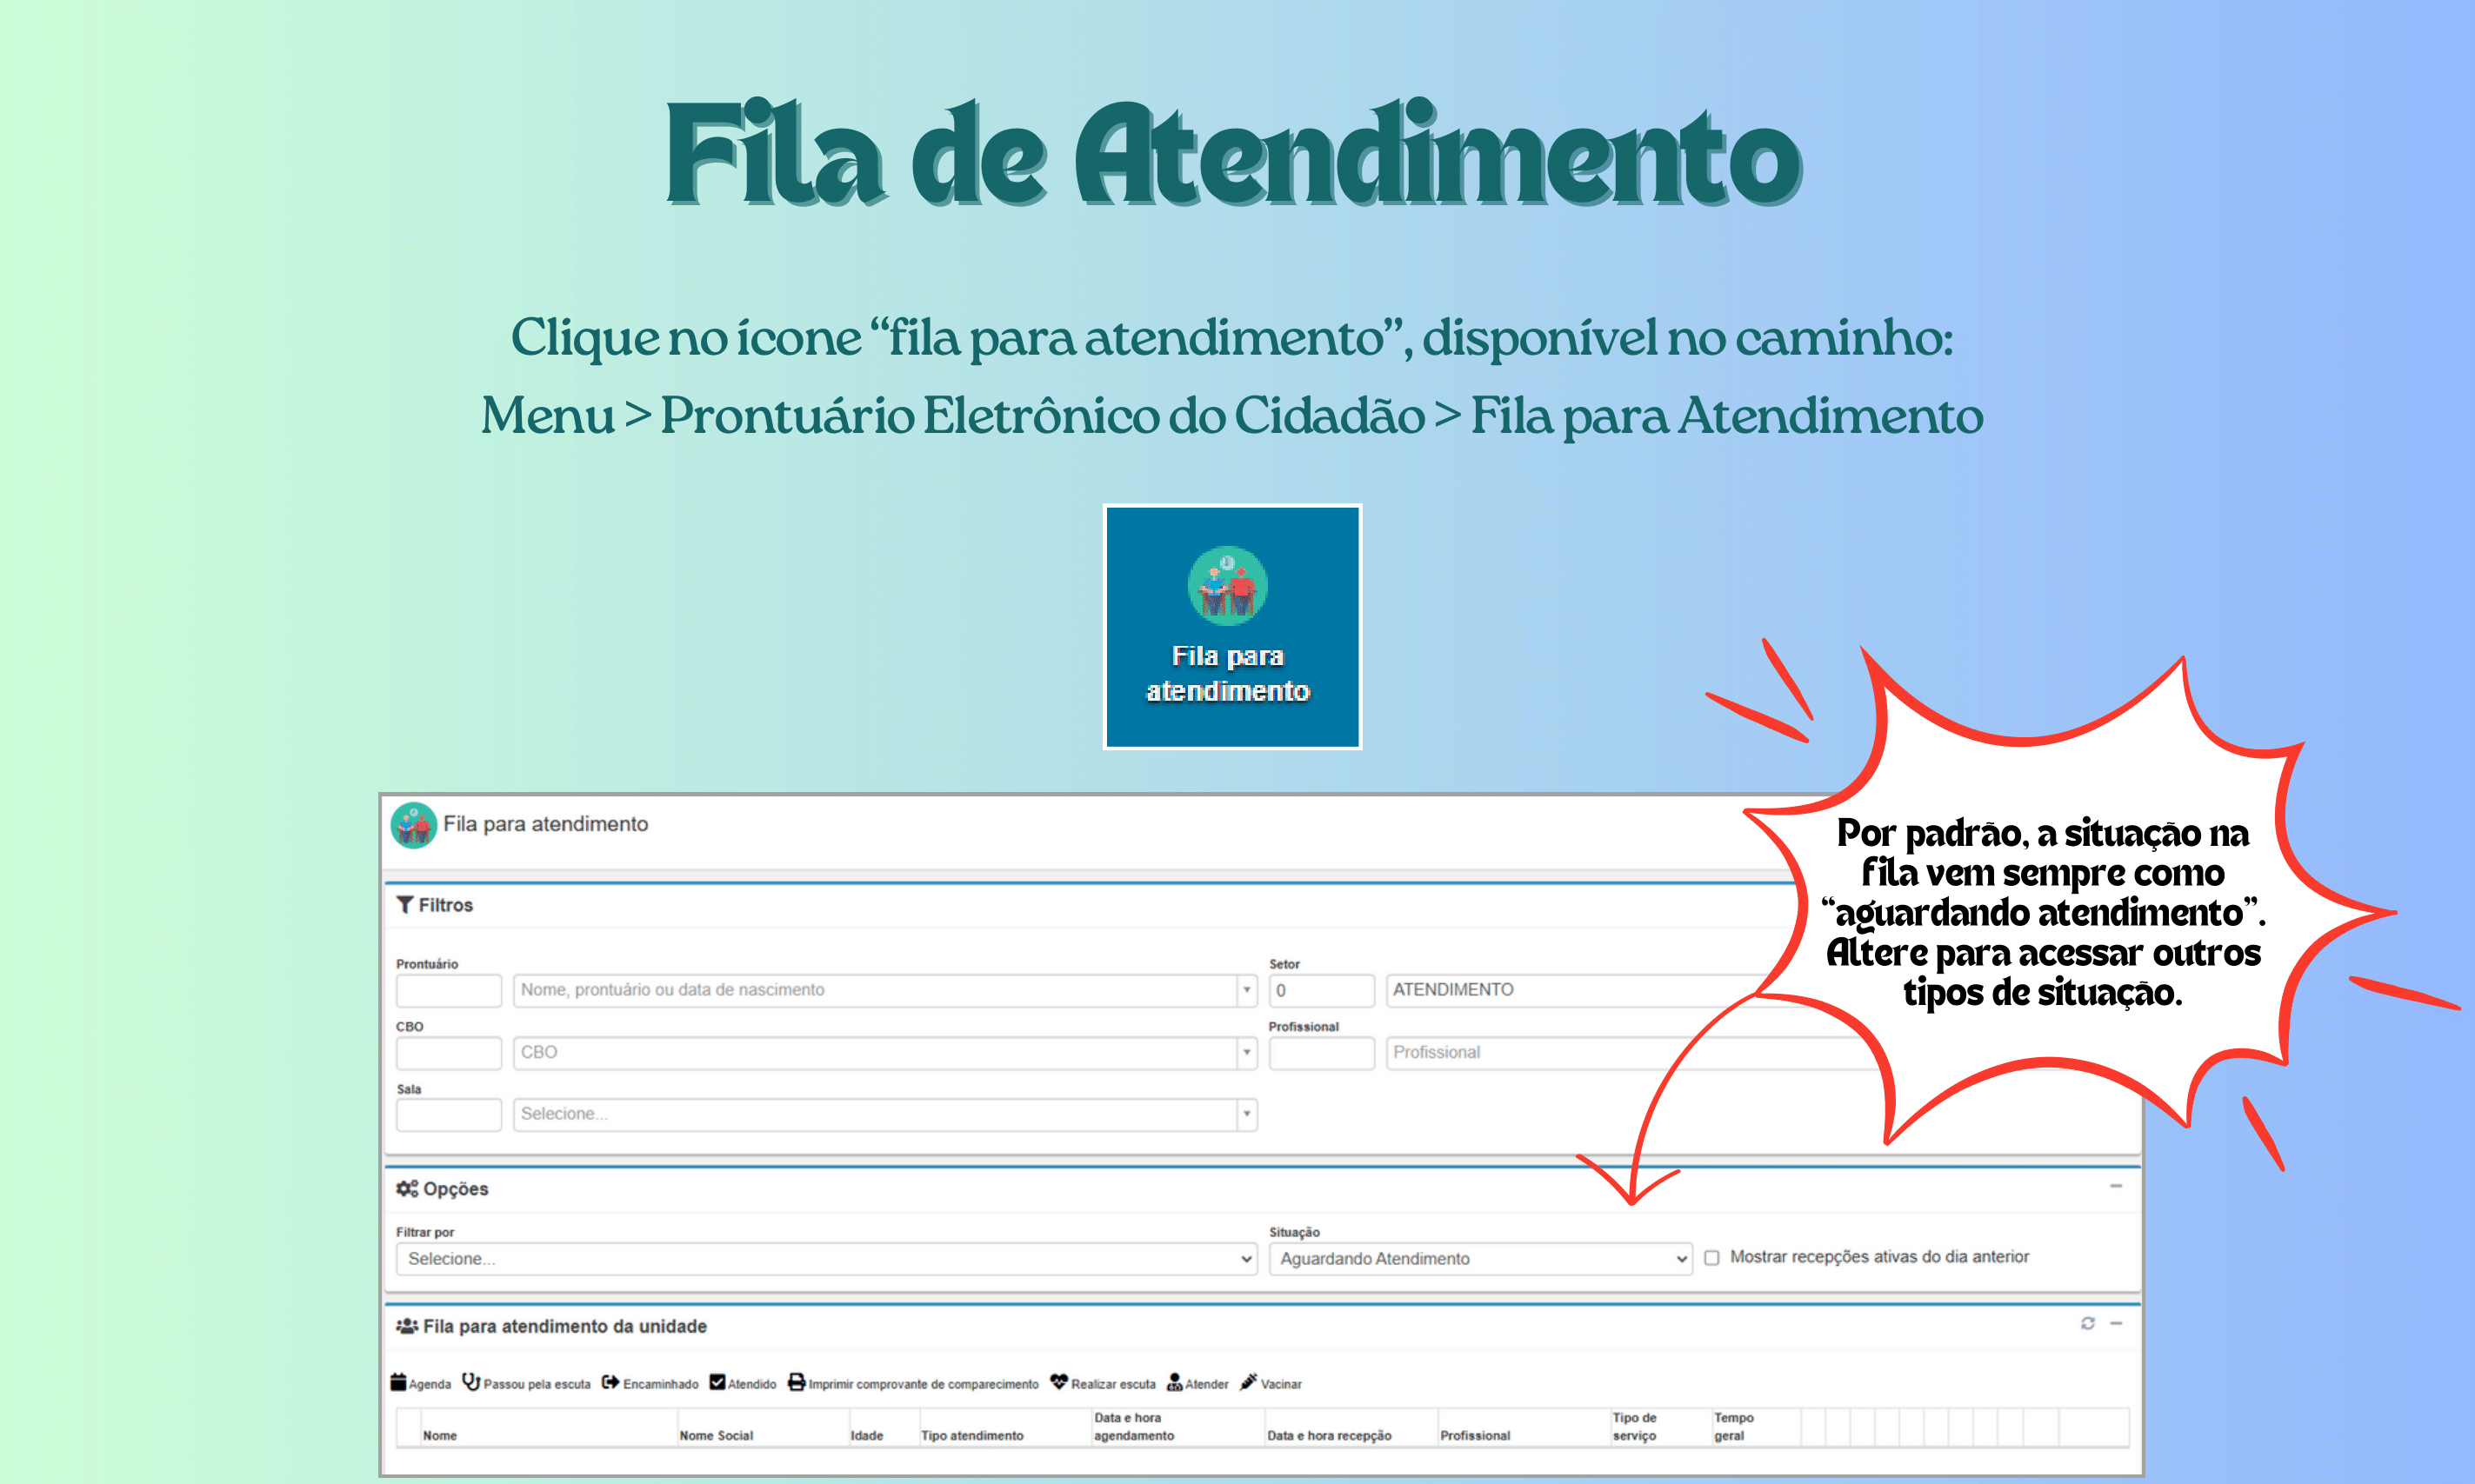 Fila de Atendimento
Clique no ícone “fila para atendimento”, disponível no caminho:
Menu > Prontuário Eletrônico do Cidadão > Fila para Atendimento
Fila para
atendimento
Por padrão, a situação na
fila vem sempre como
“aguardando atendimento”.
Altere para acessar outros
tipos de situação.
Fila para atendimento
Filtros
Prontuário
Nome, prontuário ou data de nascimento
Setor
0
ATENDIMENTO
CBO
CBO
Profissional
Profissional
Sala
Selecione...
Opções
Filtrar por
Selecione...
Situação
Aguardando Atendimento
Mostrar recepções ativas do dia anterior
Fila para atendimento da unidade
Agenda Passou pela escuta Encaminhado Atendido Imprimir comprovante de comparecimento Realizar escuta Atender Vacinar
Nome
Nome Social
Idade
Tipo atendimento
Data e hora
agendamento
Data e hora recepção
Profissional
Tipo de
serviço
Tempo
geral